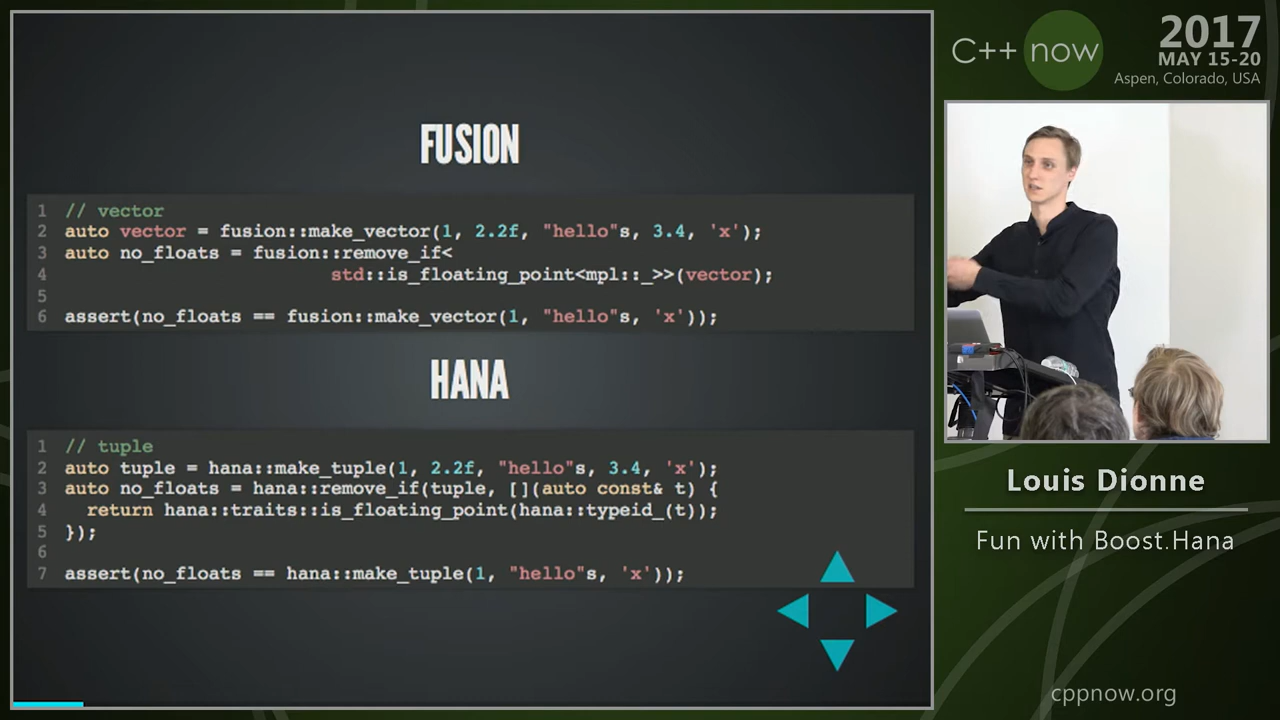 FUSION
1 // vector
2 auto vector = fusion::make_vector(1, 2.2f, "hello"s, 3.4, 'x');
3 auto no_floats = fusion::remove_if<
4                         std::is_floating_point<mpl::_>>(vector);
5
6 assert(no_floats == fusion::make_vector(1, "hello"s, 'x'));
HANA
1 // tuple
2 auto tuple = hana::make_tuple(1, 2.2f, "hello"s, 3.4, 'x');
3 auto no_floats = hana::remove_if(tuple, [](auto const& t) {
4   return hana::traits::is_floating_point(hana::typeid_(t));
5 });
6
7 assert(no_floats == hana::make_tuple(1, "hello"s, 'x'));
C++ now
2017
MAY 15-20
Aspen, Colorado, USA
Louis Dionne
Fun with Boost.Hana
cppnow.org